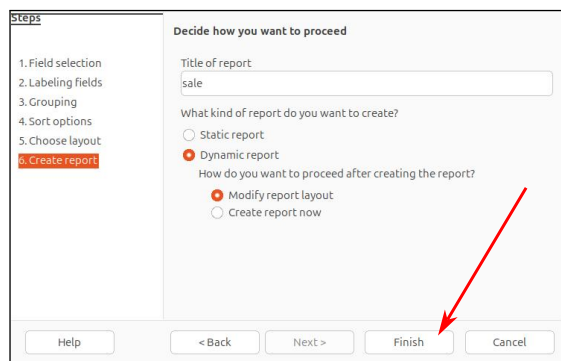 Steps
1. Field selection
2. Labeling fields
3. Grouping
4. Sort options
5. Choose layout
6. Create report
Decide how you want to proceed
Title of report
sale
What kind of report do you want to create?
Static report
Dynamic report
How do you want to proceed after creating the report?
Modify report layout
Create report now
Help
< Back
Next >
Finish
Cancel